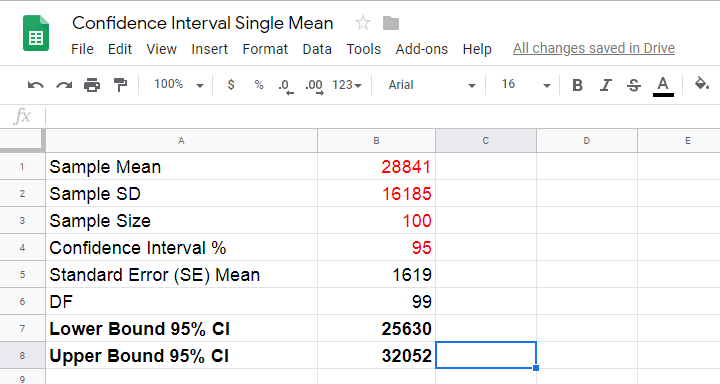 Confidence Interval Single Mean
File Edit View Insert Format Data Tools Add-ons Help All changes saved in Drive
100% $ % .0 .00 123 Arial 16 B I S A
fx
A B C D E
1 Sample Mean 28841
2 Sample SD 16185
3 Sample Size 100
4 Confidence Interval % 95
5 Standard Error (SE) Mean 1619
6 DF 99
7 Lower Bound 95% CI 25630
8 Upper Bound 95% CI 32052
9